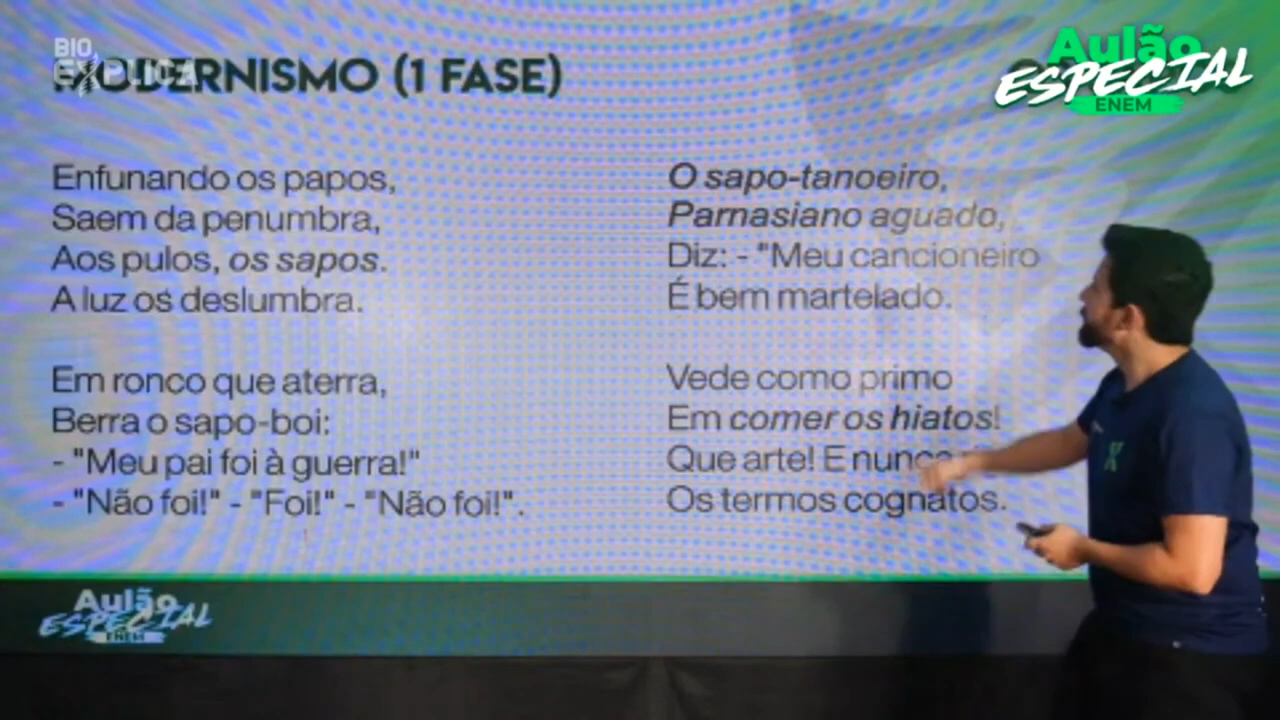 BIO
EXPLICA
MODERNISMO (1 FASE)
Aulão
ESPECIAL
ENEM
Enfunando os papos,
Saem da penumbra,
Aos pulos, os sapos.
A luz os deslumbra.
Em ronco que aterra,
Berra o sapo-boi:
- "Meu pai foi à guerra!"
- "Não foi!" - "Foi!" - "Não foi!".
O sapo-tanoeiro,
Parnasiano aguado,
Diz: - "Meu cancioneiro
É bem martelado.
Vede como primo
Em comer os hiatos!
Que arte! E nunca
Os termos cognatos.
Aulão
ESPECIAL
ENEM